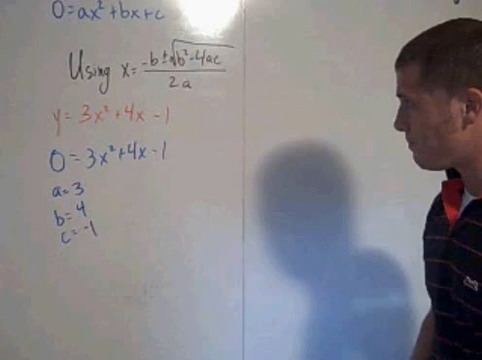 0=ax²+bx+c
Using x= -b±√b²-4ac / 2a
y=3x²+4x-1
0=3x²+4x-1
a=3
b=4
c=-1